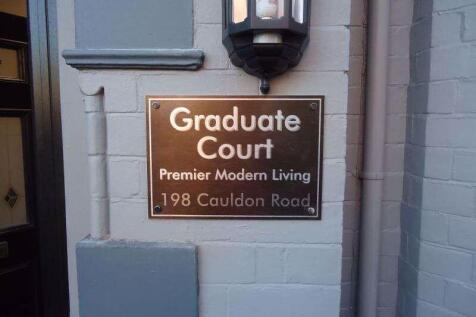 Graduate
Court
Premier Modern Living
198 Cauldon Road